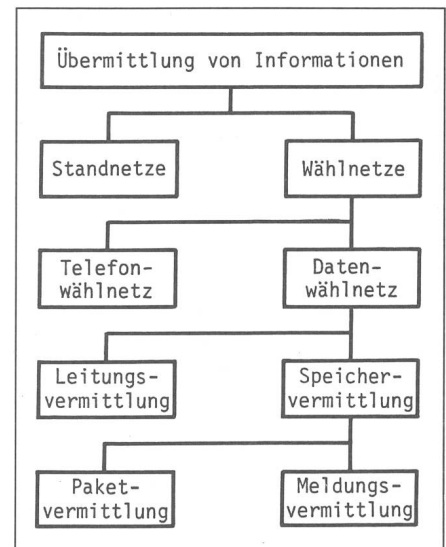 Übermittlung von Informationen
Standnetze
Wählnetze
Telefon-
wählnetz
Daten-
wählnetz
Leitungs-
vermittlung
Speicher-
vermittlung
Paket-
vermittlung
Meldungs-
vermittlung